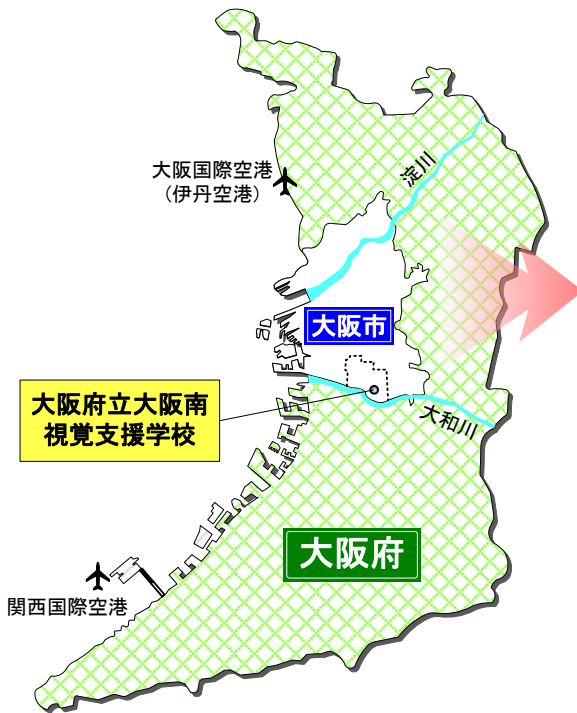 大阪国際空港
（伊丹空港）
淀川
大阪市
大阪府立大阪南
視覚支援学校
大和川
大阪府
関西国際空港